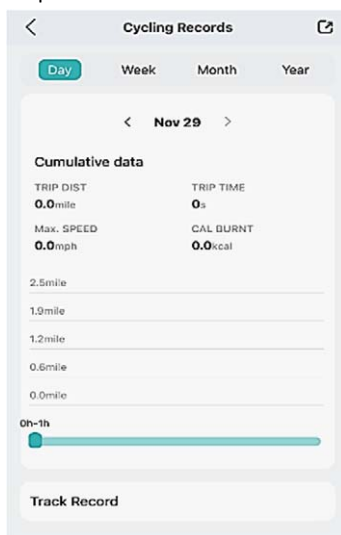 Cycling Records
Day Week Month Year
Nov 29
Cumulative data
TRIP DIST TRIP TIME
0.0mile 0s
Max. SPEED CAL BURNT
0.0mph 0.0kcal
2.5mile
1.9mile
1.2mile
0.6mile
0.0mile
0h-1h
Track Record